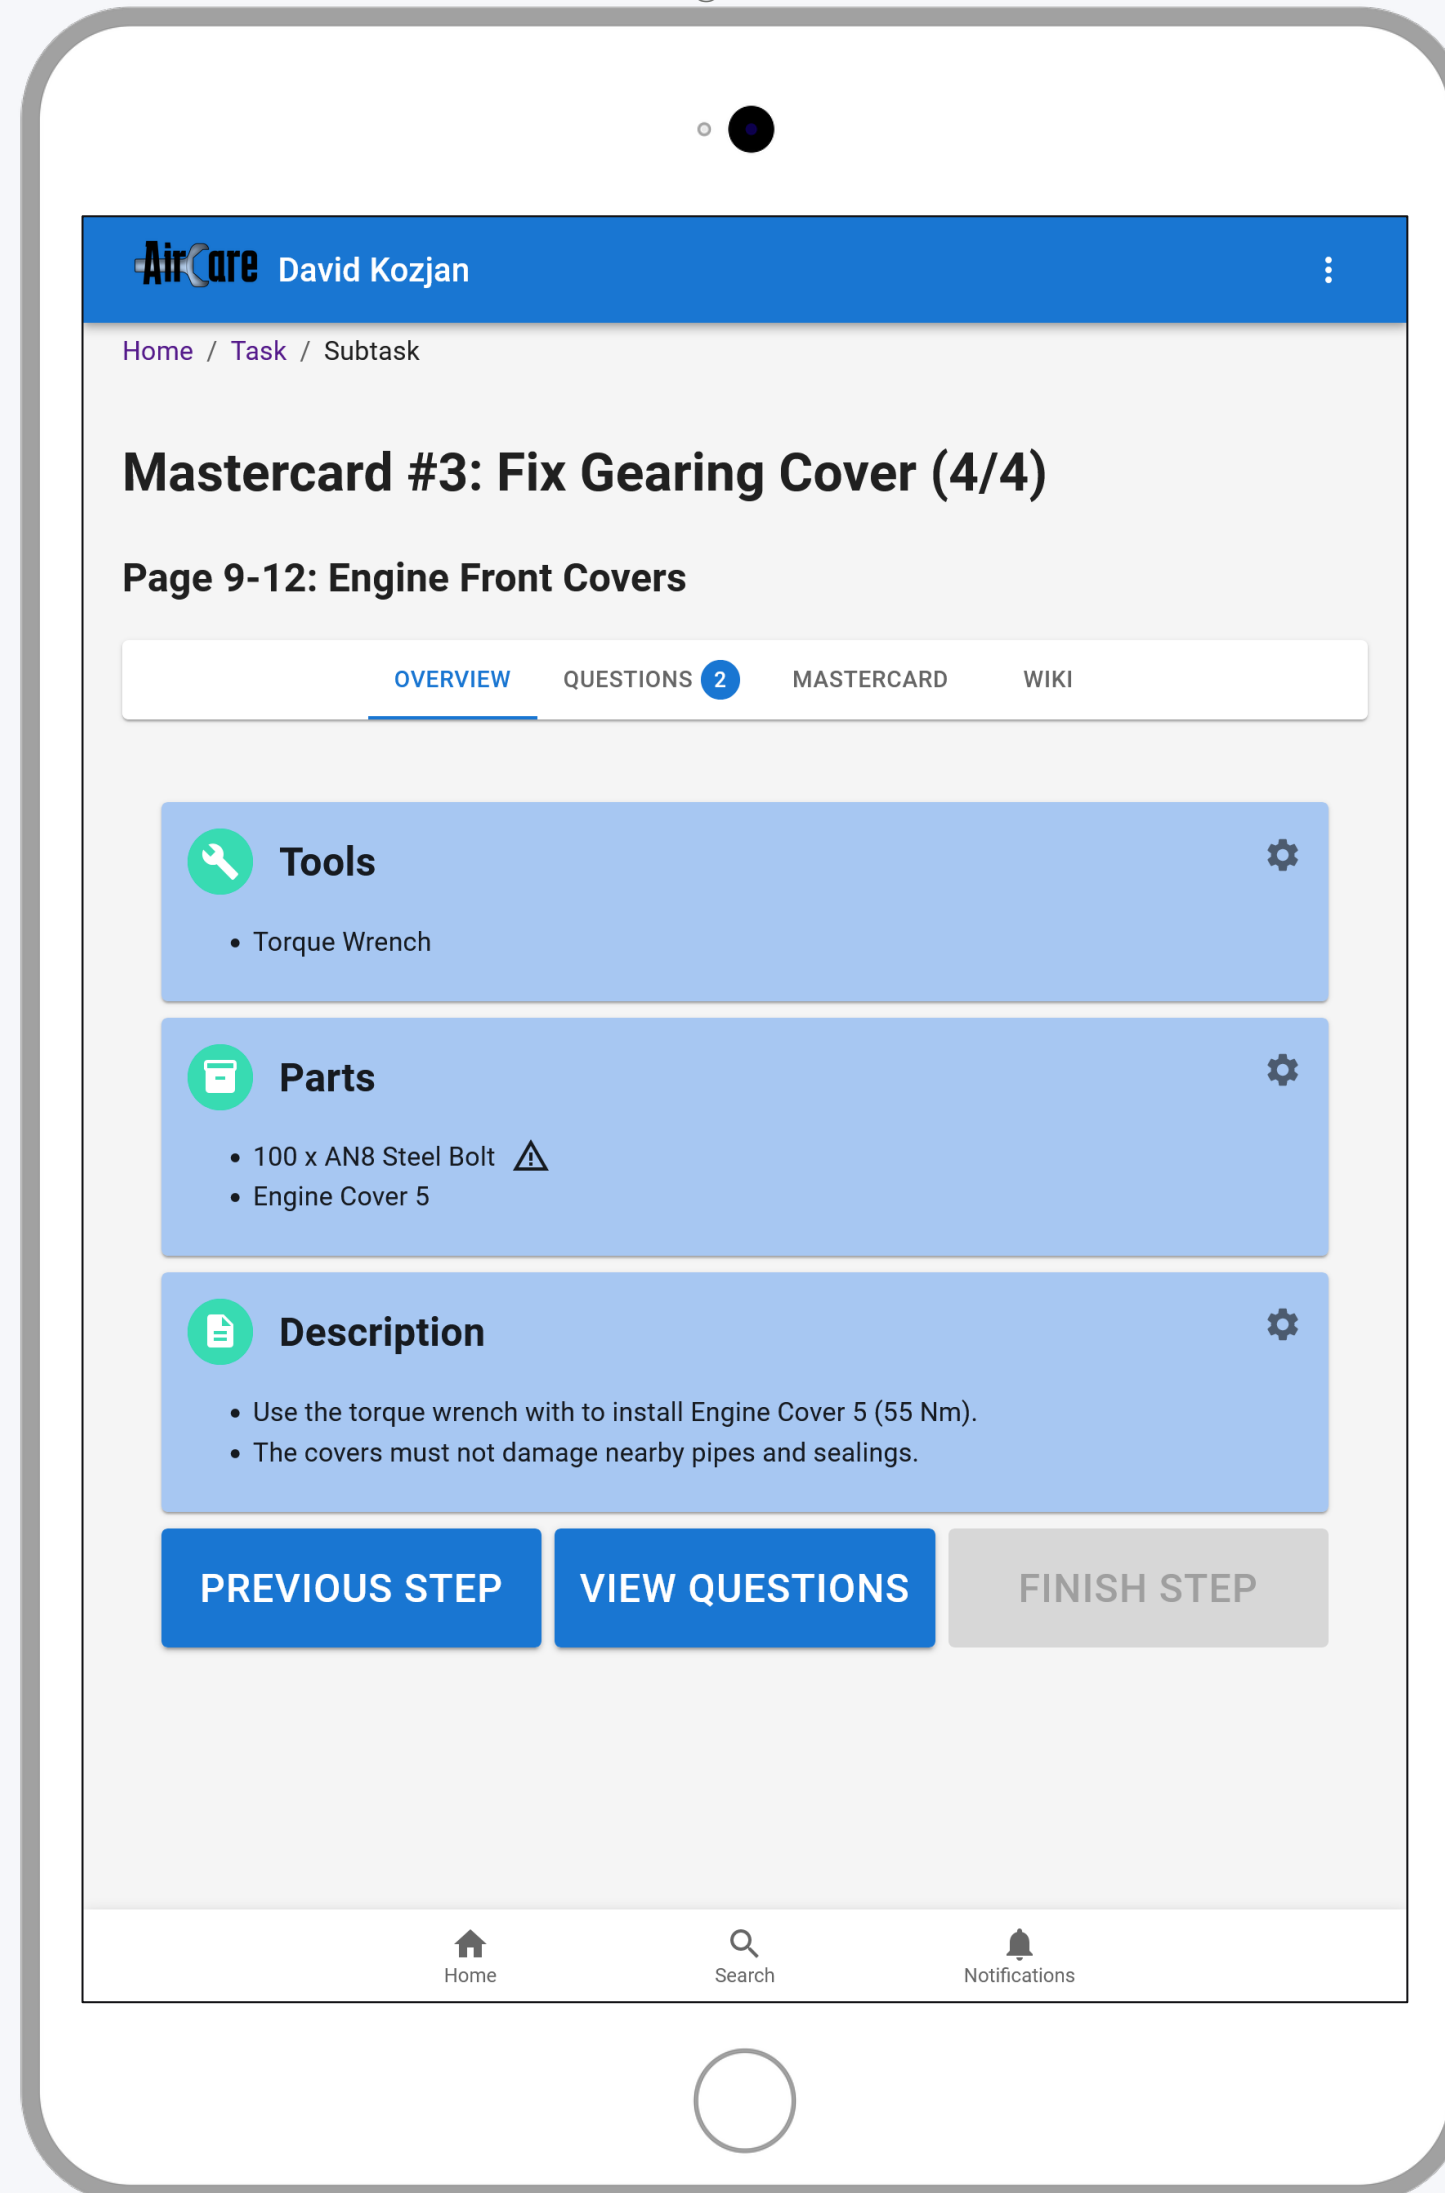 AirCare David Kozjan
Home / Task / Subtask
Mastercard #3: Fix Gearing Cover (4/4)
Page 9-12: Engine Front Covers
OVERVIEW QUESTIONS 2 MASTERCARD WIKI
Tools
• Torque Wrench
Parts
• 100 x AN8 Steel Bolt
• Engine Cover 5
Description
• Use the torque wrench with to install Engine Cover 5 (55 Nm).
• The covers must not damage nearby pipes and sealings.
PREVIOUS STEP VIEW QUESTIONS FINISH STEP
Home Search Notifications